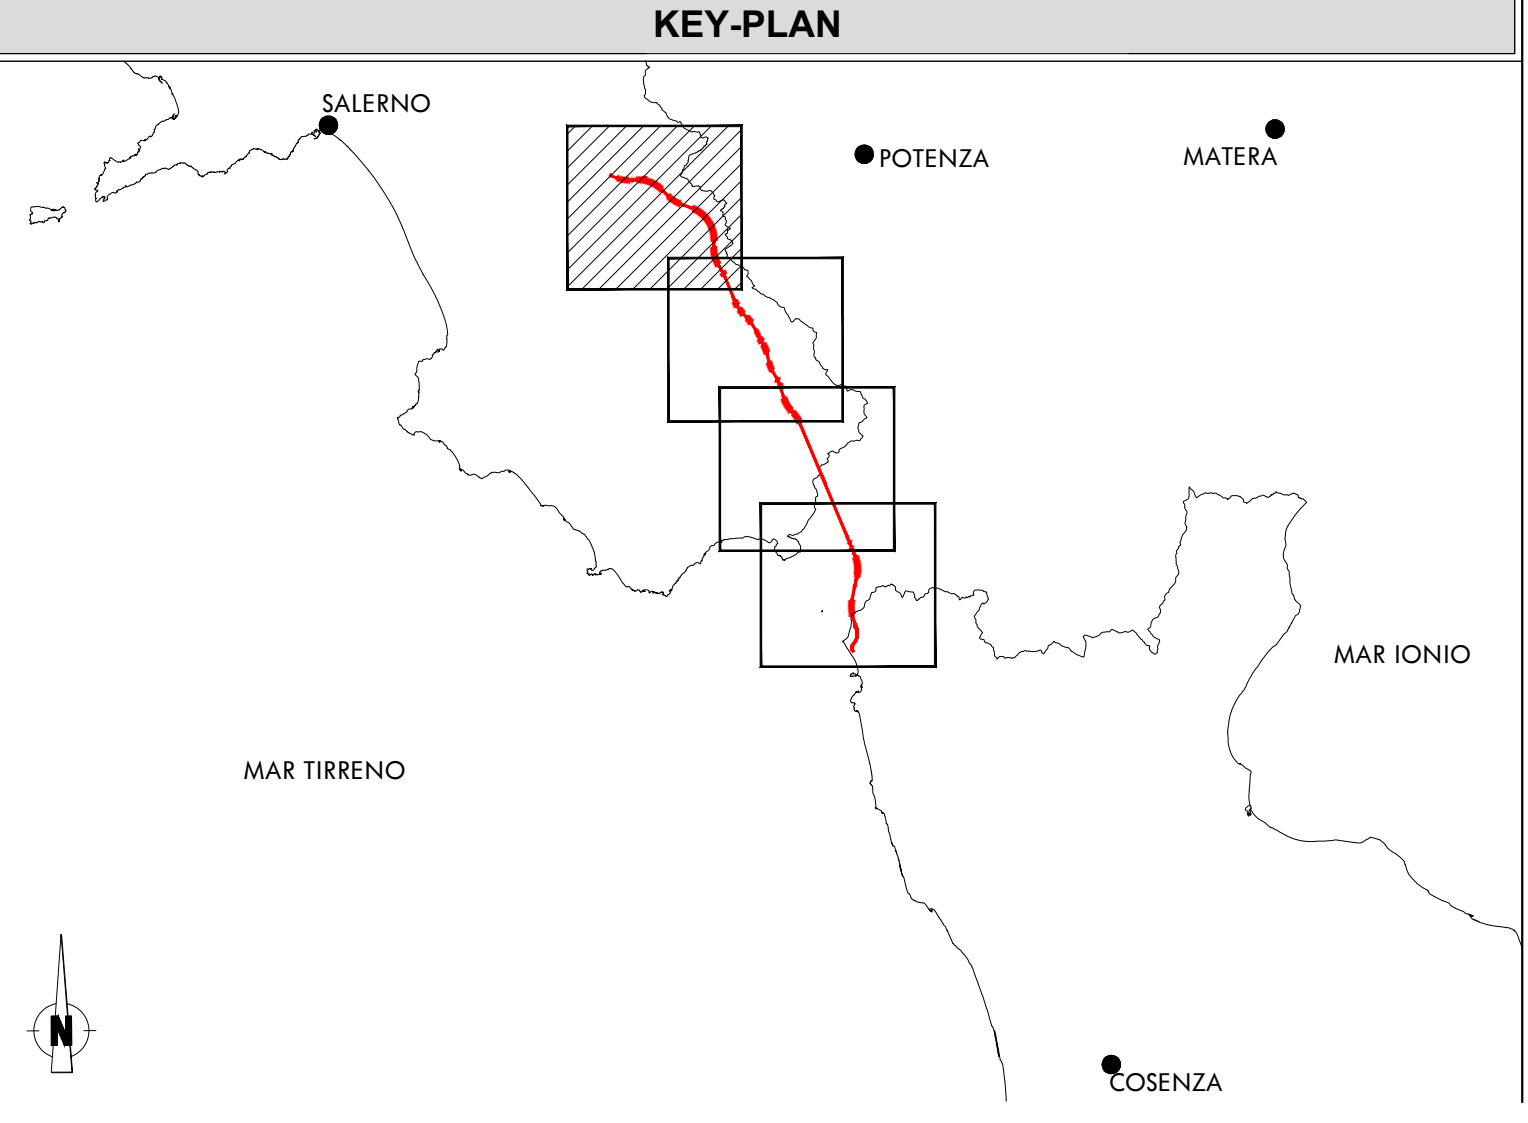 KEY-PLAN
SALERNO
POTENZA
MATERA
MAR IONIO
MAR TIRRENO
N
COSENZA